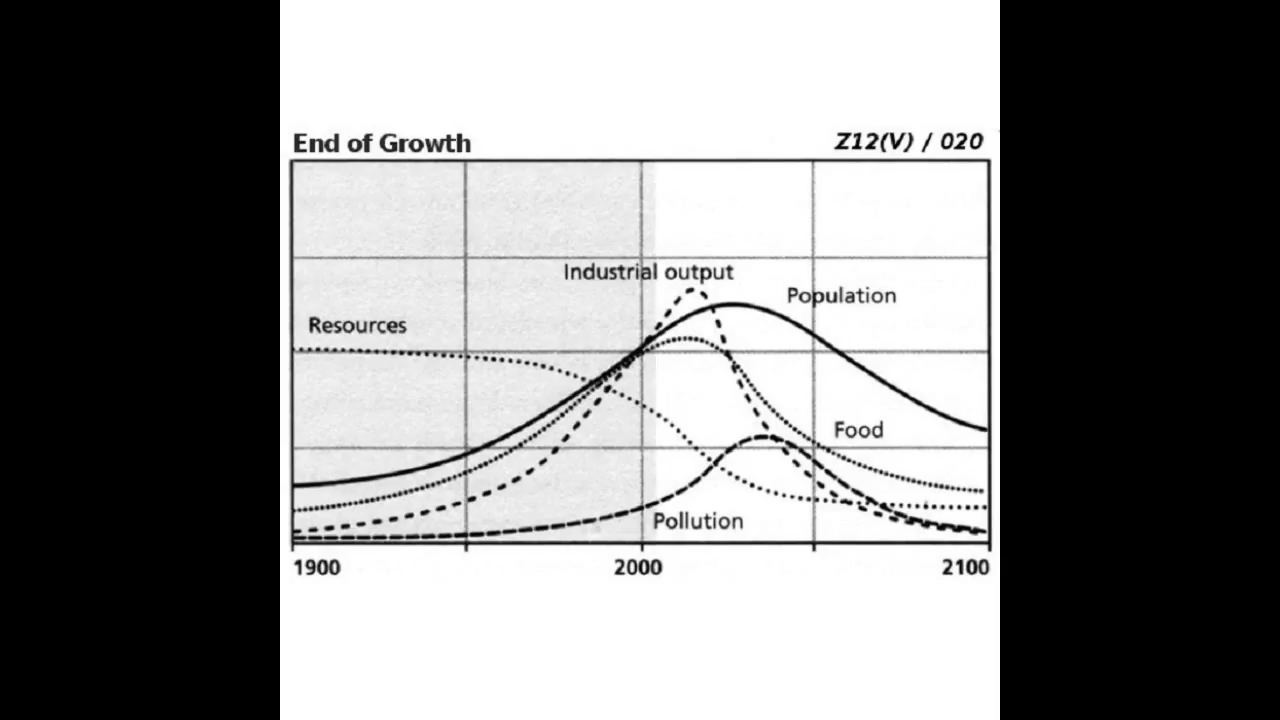 End of Growth
Z12(V) / 020
Industrial output
Population
Resources
Food
Pollution
1900
2000
2100